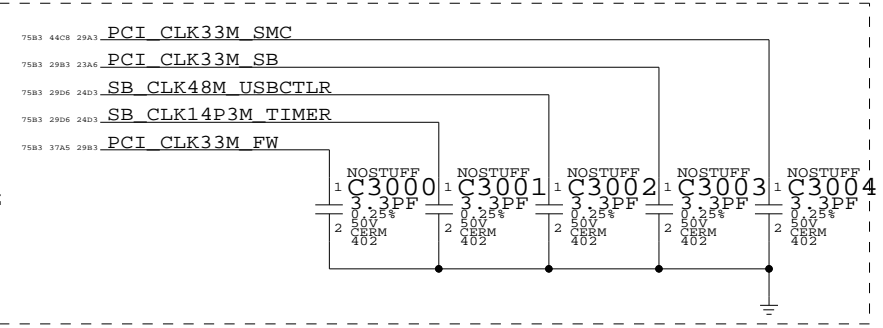 75B3 44C8 29A3 PCI_CLK33M_SMC
75B3 29B3 23A6 PCI_CLK33M_SB
75B3 29D6 24D3 SB_CLK48M_USBCTLR
75B3 29D6 24D3 SB_CLK14P3M_TIMER
75B3 37A5 29B3 PCI_CLK33M_FW
NOSTUFF NOSTUFF NOSTUFF NOSTUFF NOSTUFF
1 C3000 1 C3001 1 C3002 1 C3003 1 C3004
3.3PF 3.3PF 3.3PF 3.3PF 3.3PF
0.25% 0.25% 0.25% 0.25% 0.25%
2 50V 2 50V 2 50V 2 50V 2 50V
CERM CERM CERM CERM CERM
402 402 402 402 402